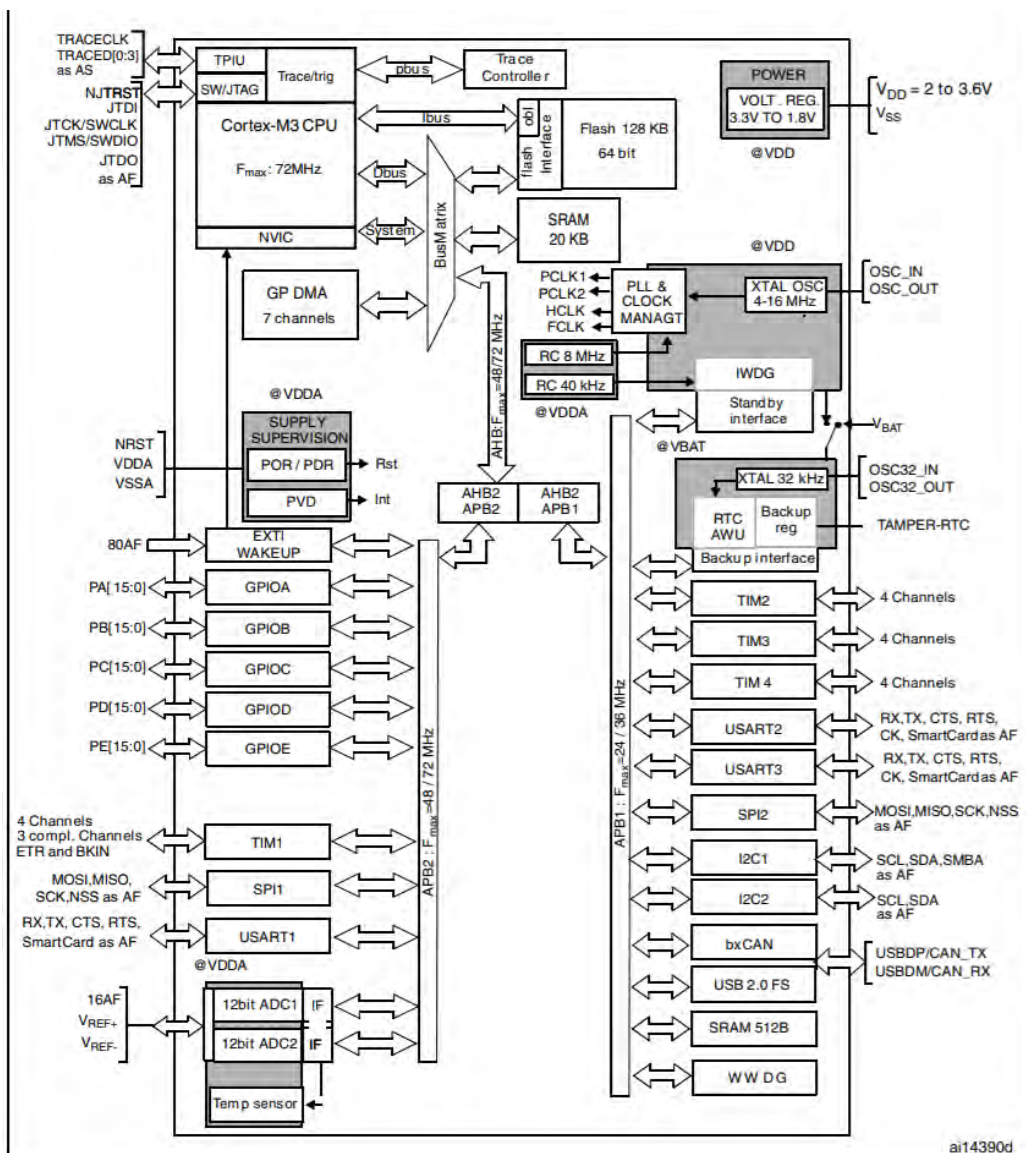 TRACECLK
TRACED[0:3]
as AS
TPIU
SW/JTAG
Trace/trig
pbus
Trace
Controller
POWER
VOLT. REG.
3.3V TO 1.8V
@VDD
VDD = 2 to 3.6V
VSS
NJTRST
JTDI
JTCK/SWCLK
JTMS/SWDIO
JTDO
as AF
Cortex-M3 CPU
Fmax: 72MHz
NVIC
Ibus
Dbus
System
BusMatrix
obl
flash
Interface
Flash 128 KB
64 bit
SRAM
20 KB
GP DMA
7 channels
AHB:Fmax=48/72 MHz
@VDD
PCLK1
PCLK2
HCLK
FCLK
PLL &
CLOCK
MANAGT
XTAL OSC
4-16 MHz
OSC_IN
OSC_OUT
RC 8 MHz
RC 40 kHz
@VDDA
IWDG
Standby
interface
@VBAT
VBAT
@VDDA
SUPPLY
SUPERVISION
POR / PDR
PVD
Rst
Int
NRST
VDDA
VSSA
AHB2
APB2
AHB2
APB1
XTAL 32 kHz
OSC32_IN
OSC32_OUT
RTC
AWU
Backup
reg
TAMPER-RTC
Backup interface
80AF
EXTI
WAKEUP
PA[15:0]
GPIOA
PB[15:0]
GPIOB
PC[15:0]
GPIOC
PD[15:0]
GPIOD
PE[15:0]
GPIOE
4 Channels
3 compl. Channels
ETR and BKIN
TIM1
MOSI,MISO,
SCK,NSS as AF
SPI1
RX,TX, CTS, RTS,
SmartCard as AF
USART1
@VDDA
16AF
VREF+
VREF-
12bit ADC1
IF
12bit ADC2
IF
Temp sensor
APB2 : Fmax=48 / 72 MHz
APB1 : Fmax=24 / 36 MHz
TIM2
4 Channels
TIM3
4 Channels
TIM 4
4 Channels
USART2
RX,TX, CTS, RTS,
CK, SmartCard as AF
USART3
RX,TX, CTS, RTS,
CK, SmartCard as AF
SPI2
MOSI,MISO,SCK,NSS
as AF
I2C1
SCL,SDA,SMBA
as AF
I2C2
SCL,SDA
as AF
bxCAN
USBDP/CAN_TX
USBDM/CAN_RX
USB 2.0 FS
SRAM 512B
WWDG
ai14390d